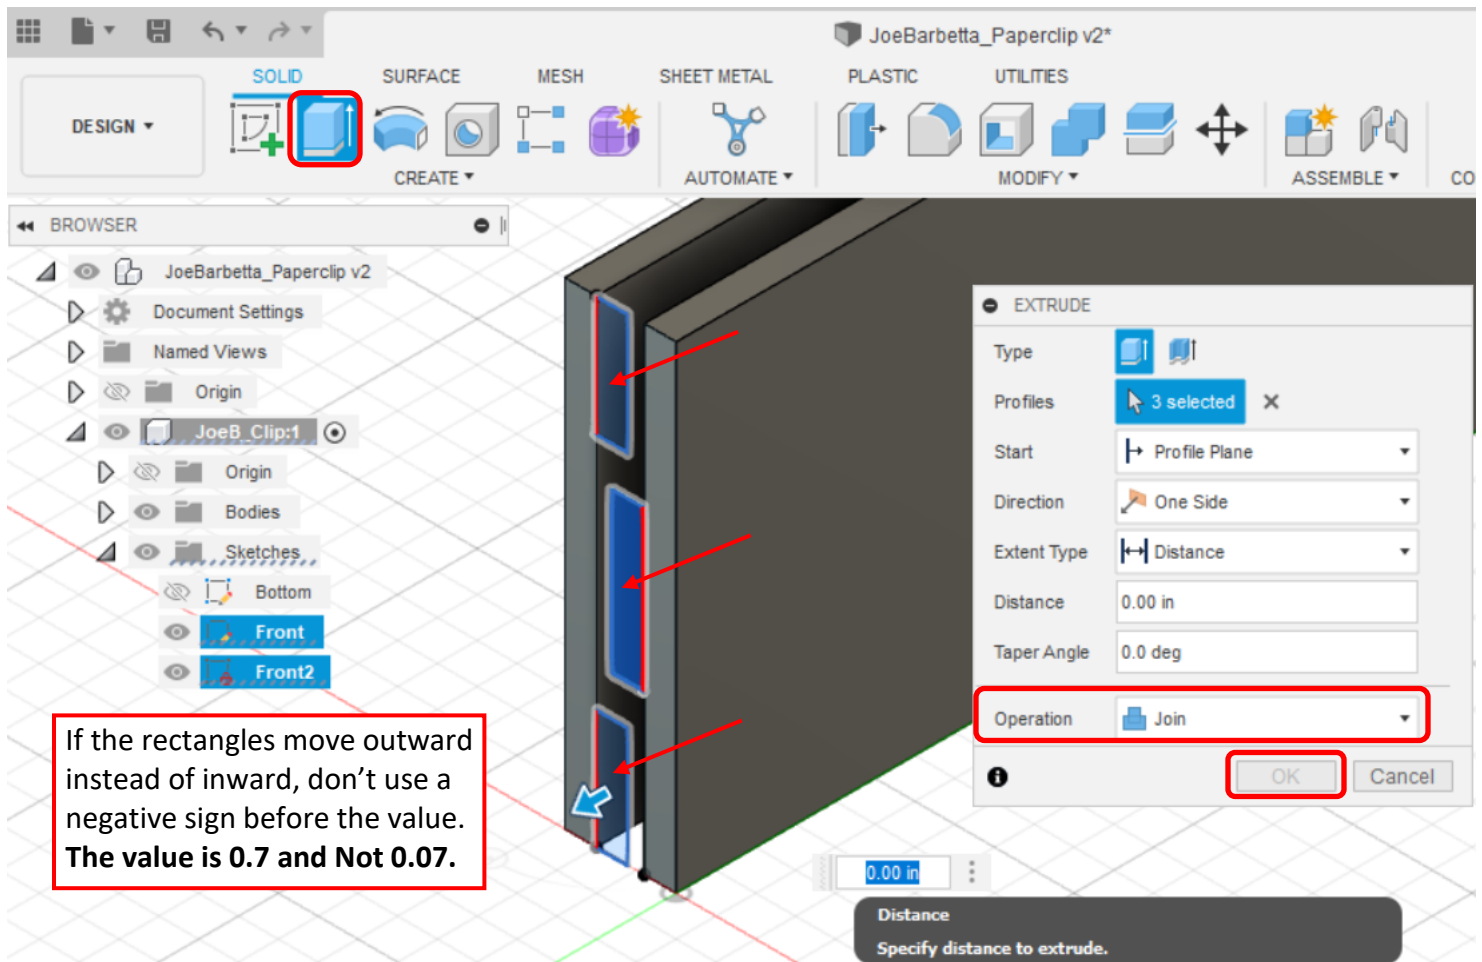 JoeBarbetta_Paperclip v2*
SOLID SURFACE MESH SHEET METAL PLASTIC UTILITIES
DESIGN
CREATE AUTOMATE MODIFY ASSEMBLE CO
BROWSER
JoeBarbetta_Paperclip v2
Document Settings
Named Views
Origin
JoeB_Clip:1
Origin
Bodies
Sketches
Bottom
Front
Front2
If the rectangles move outward
instead of inward, don’t use a
negative sign before the value.
The value is 0.7 and Not 0.07.
EXTRUDE
Type
Profiles 3 selected
Start Profile Plane
Direction One Side
Extent Type Distance
Distance 0.00 in
Taper Angle 0.0 deg
Operation Join
OK Cancel
0.00 in
Distance
Specify distance to extrude.